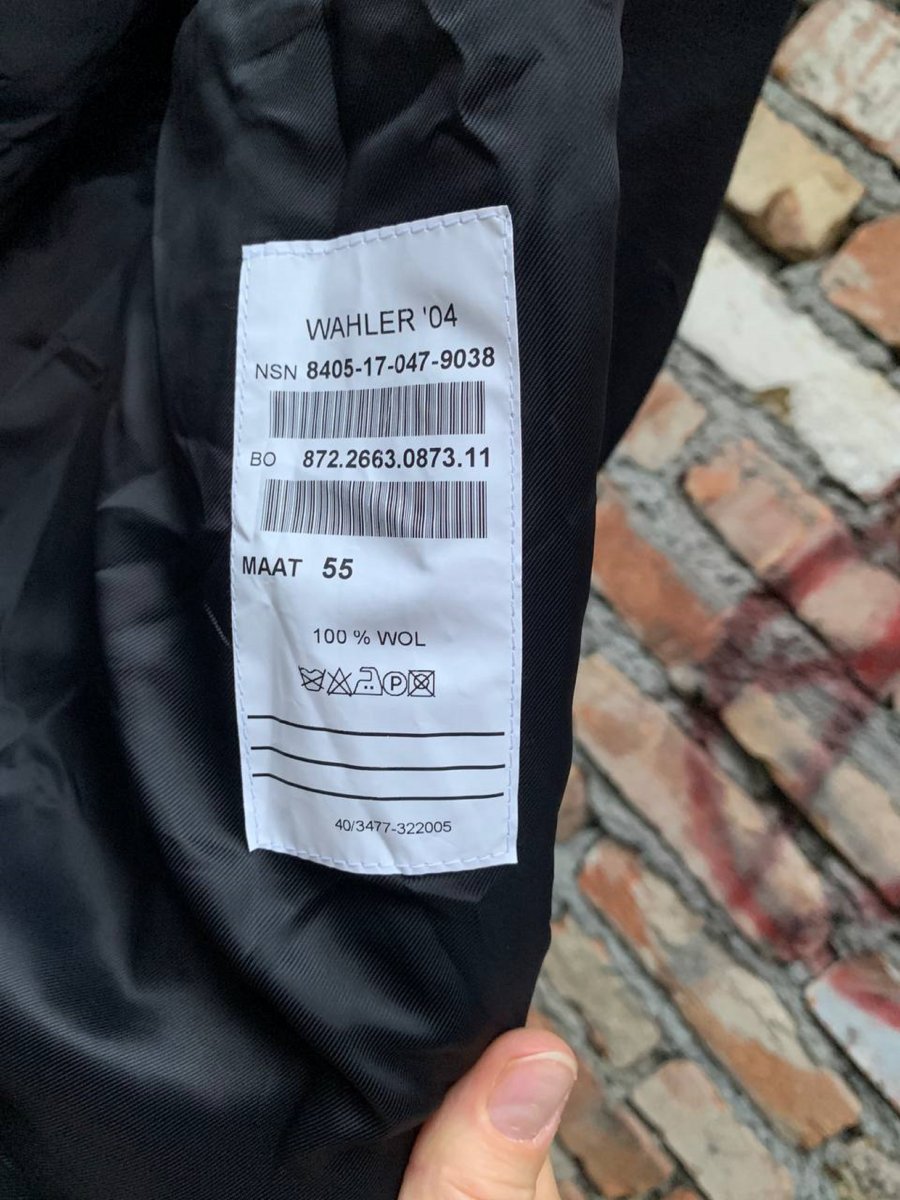 WAHLER '04
NSN 8405-17-047-9038
BO 872.2663.0873.11
MAAT 55
100 % WOL
P
40/3477-322005